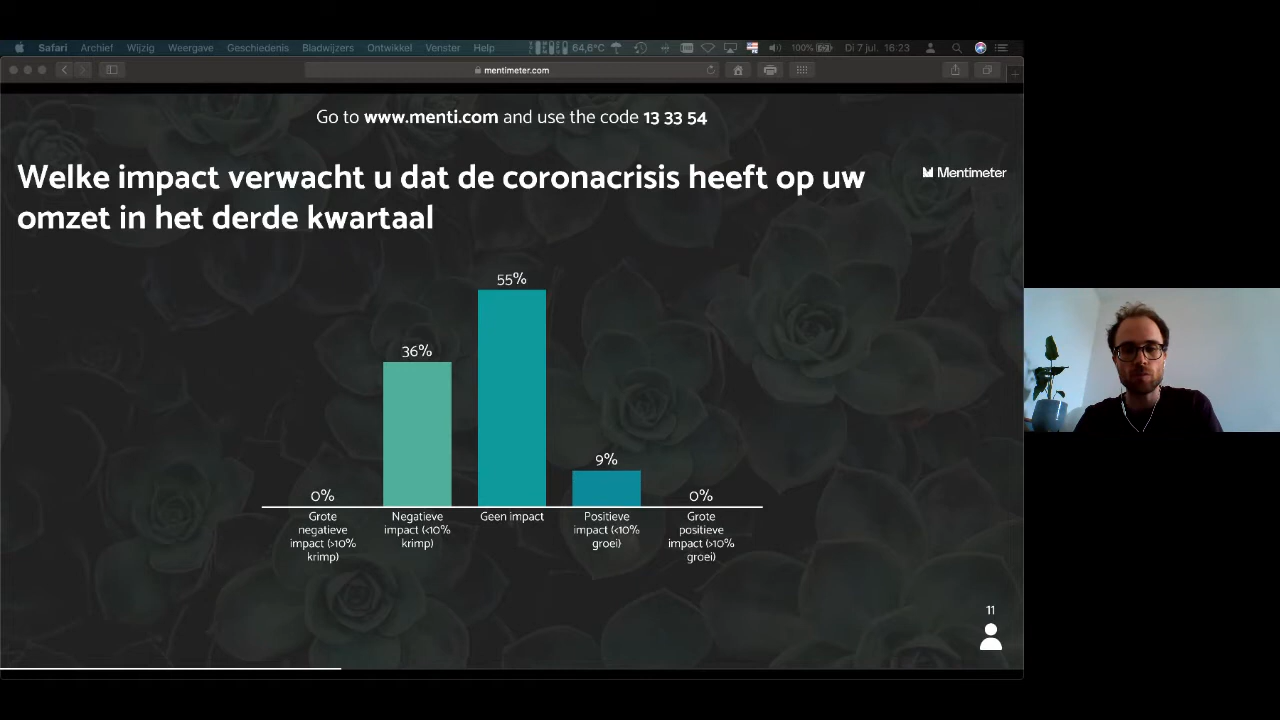 Safari Archief Wijzig Weergave Geschiedenis Bladwijzers Ontwikkel Venster Help 64,6°C 100% Di 7 jul. 16:23
mentimeter.com
Go to www.menti.com and use the code 13 33 54
Welke impact verwacht u dat de coronacrisis heeft op uw
omzet in het derde kwartaal
Mentimeter
55%
36%
9%
0%
0%
Grote
negatieve
impact (>10%
krimp)
Negatieve
impact (<10%
krimp)
Geen impact
Positieve
impact (<10%
groei)
Grote
positieve
impact (>10%
groei)
11